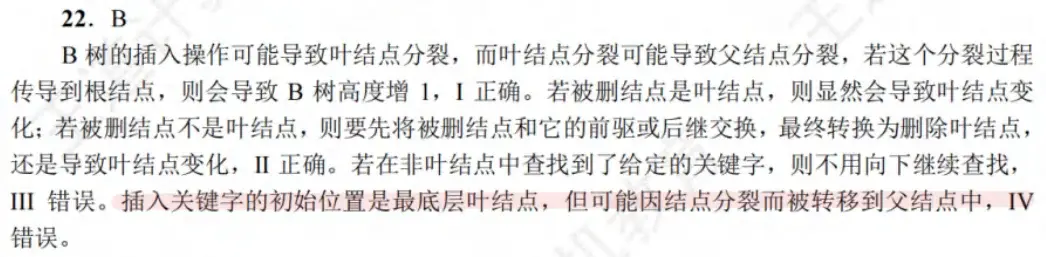 22．B
B 树的插入操作可能导致叶结点分裂，而叶结点分裂可能导致父结点分裂，若这个分裂过程
传导到根结点，则会导致 B 树高度增 1，I 正确。若被删结点是叶结点，则显然会导致叶结点变
化；若被删结点不是叶结点，则要先将被删结点和它的前驱或后继交换，最终转换为删除叶结点，
还是导致叶结点变化，II 正确。若在非叶结点中查找到了给定的关键字，则不用向下继续查找，
III 错误。插入关键字的初始位置是最底层叶结点，但可能因结点分裂而被转移到父结点中，IV
错误。